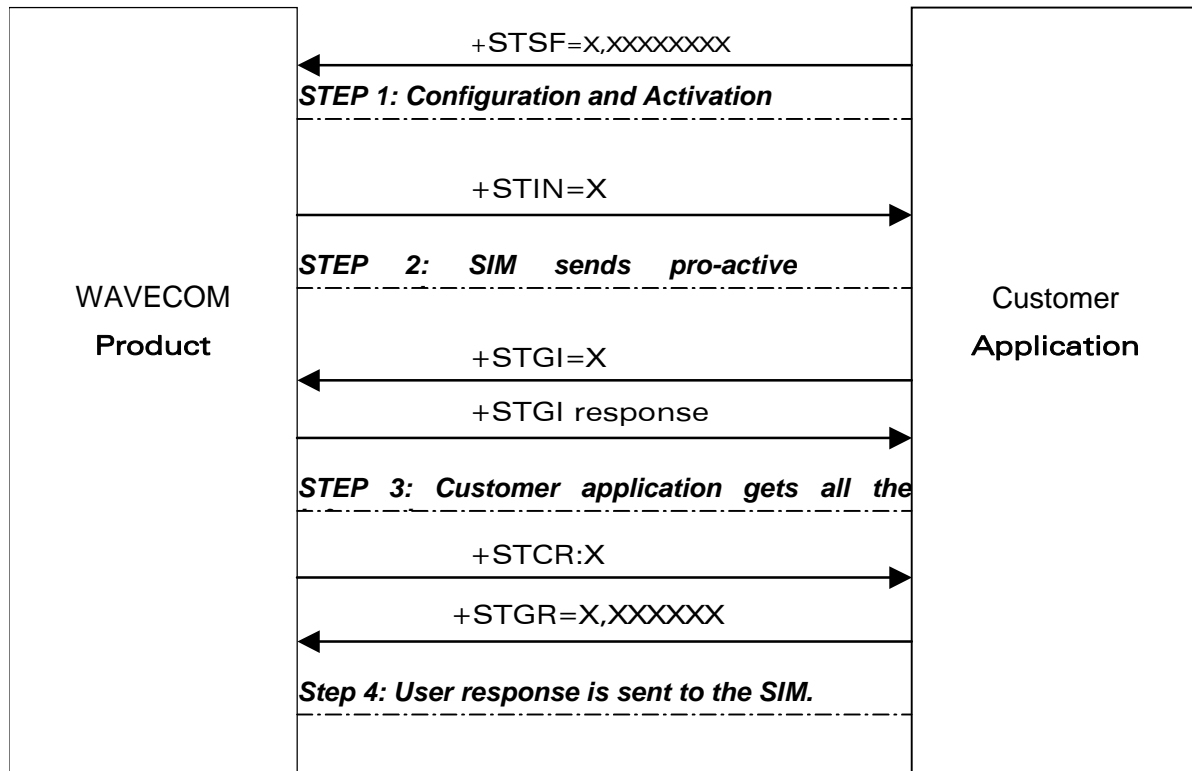 +STSF=X,XXXXXXXX
STEP 1: Configuration and Activation
+STIN=X
STEP 2: SIM sends pro-active
WAVECOM
Product
Customer
Application
+STGI=X
+STGI response
STEP 3: Customer application gets all the
+STCR:X
+STGR=X,XXXXXX
Step 4: User response is sent to the SIM.